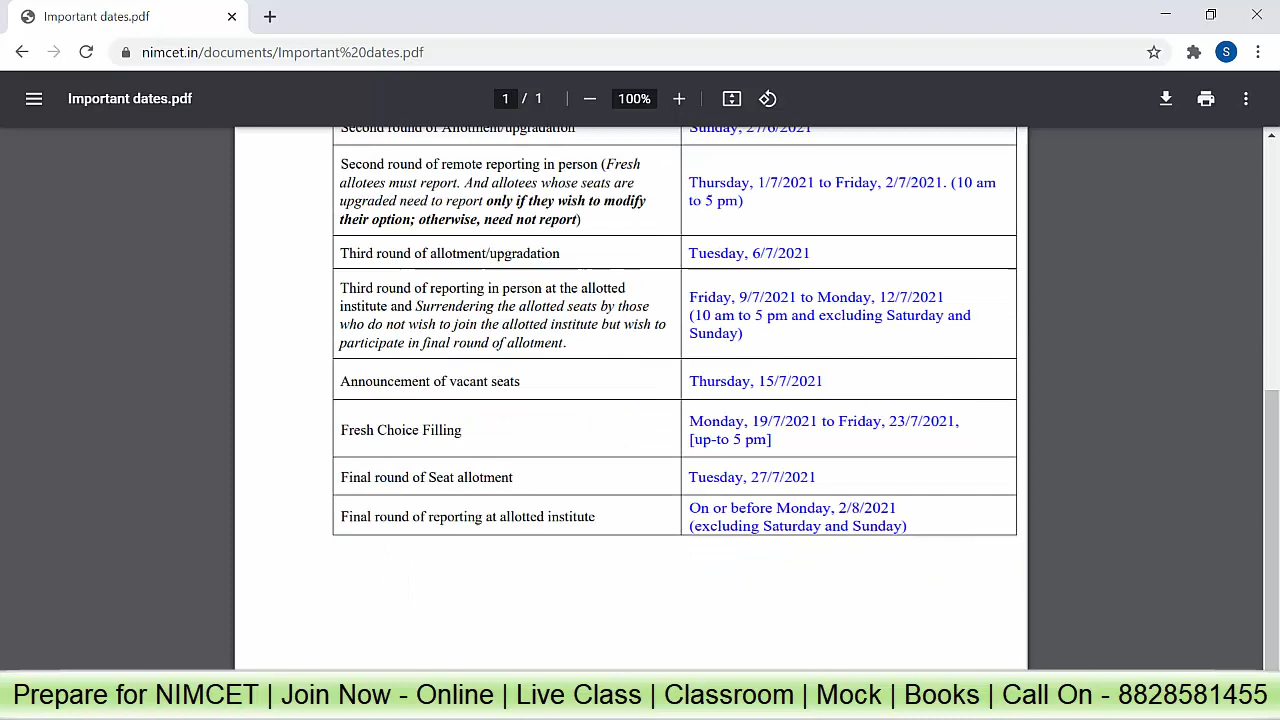 Important dates.pdf
nimcet.in/documents/Important%20dates.pdf
S
Important dates.pdf
1 / 1
100%
Second round of Allotment/upgradation
Sunday, 27/6/2021
Second round of remote reporting in person (Fresh
allotees must report. And allotees whose seats are
upgraded need to report only if they wish to modify
their option; otherwise, need not report)
Thursday, 1/7/2021 to Friday, 2/7/2021. (10 am
to 5 pm)
Third round of allotment/upgradation
Tuesday, 6/7/2021
Third round of reporting in person at the allotted
institute and Surrendering the allotted seats by those
who do not wish to join the allotted institute but wish to
participate in final round of allotment.
Friday, 9/7/2021 to Monday, 12/7/2021
(10 am to 5 pm and excluding Saturday and
Sunday)
Announcement of vacant seats
Thursday, 15/7/2021
Fresh Choice Filling
Monday, 19/7/2021 to Friday, 23/7/2021,
[up-to 5 pm]
Final round of Seat allotment
Tuesday, 27/7/2021
Final round of reporting at allotted institute
On or before Monday, 2/8/2021
(excluding Saturday and Sunday)
Prepare for NIMCET | Join Now - Online | Live Class | Classroom | Mock | Books | Call On - 8828581455